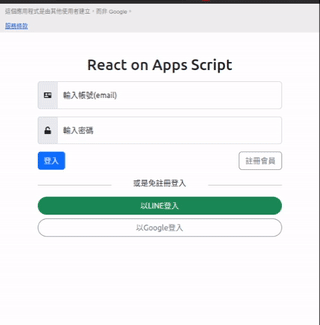 這個應用程式是由其他使用者建立，而非 Google。
服務條款
React on Apps Script
輸入帳號(email)
輸入密碼
登入 註冊會員
或是免註冊登入
以LINE登入
以Google登入